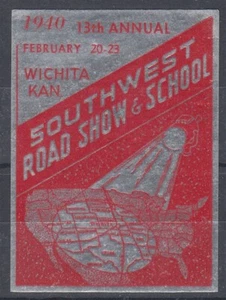 1940 13th ANNUAL
FEBRUARY 20-23
WICHITA
KAN
SOUTHWEST
ROAD SHOW & SCHOOL